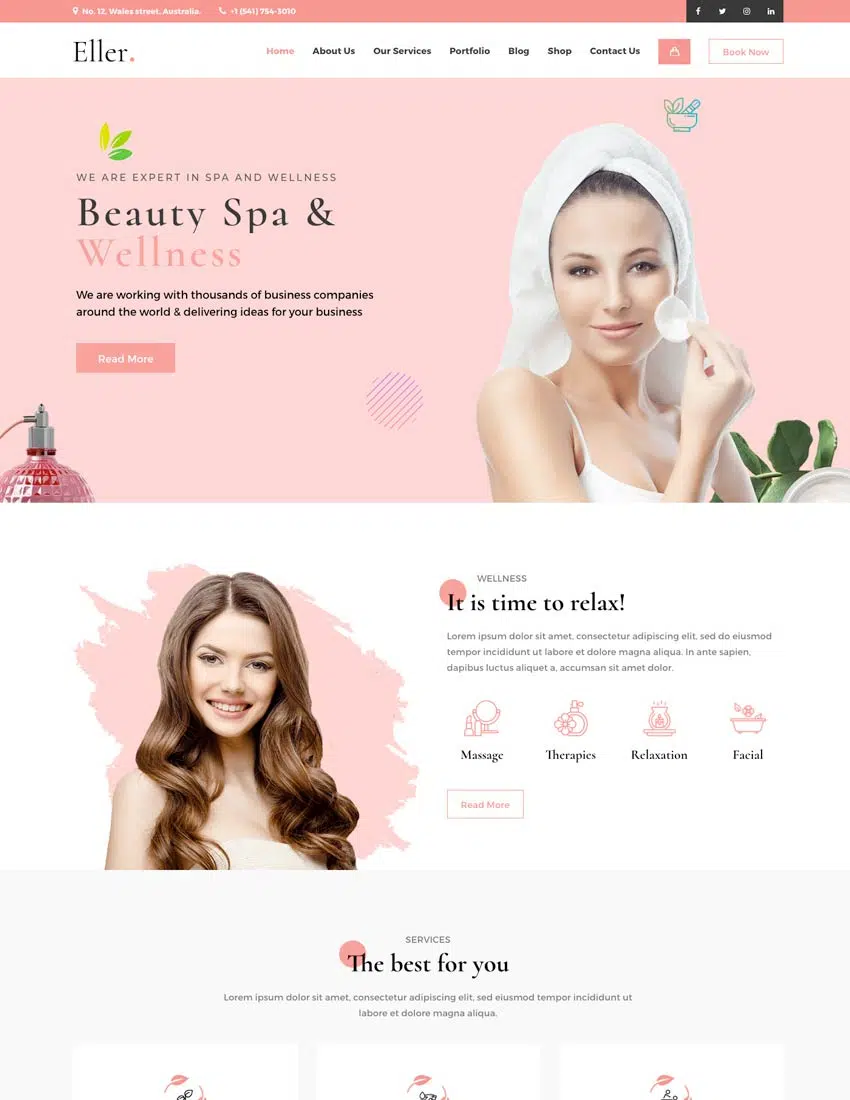 No. 12, Wales street, Australia. +1 (541) 754-3010
Eller.
Home About Us Our Services Portfolio Blog Shop Contact Us Book Now
WE ARE EXPERT IN SPA AND WELLNESS
Beauty Spa &
Wellness
We are working with thousands of business companies
around the world & delivering ideas for your business
Read More
WELLNESS
It is time to relax!
Lorem ipsum dolor sit amet, consectetur adipiscing elit, sed do eiusmod
tempor incididunt ut labore et dolore magna aliqua. In ante sapien,
dapibus luctus aliquet a, accumsan sit amet dolor.
Massage Therapies Relaxation Facial
Read More
SERVICES
The best for you
Lorem ipsum dolor sit amet, consectetur adipiscing elit, sed eiusmod tempor incididunt ut
labore et dolore magna aliqua.